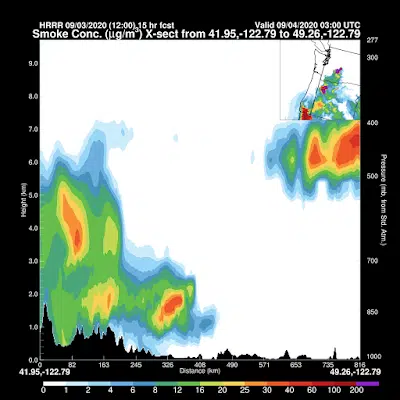 HRRR 09/03/2020 (12:00), 15 hr fcst Valid 09/04/2020 03:00 UTC
Smoke Conc. (μg/m³) X-sect from 41.95,-122.79 to 49.26,-122.79
9.0
8.0
7.0
6.0
5.0
4.0
3.0
2.0
1.0
0.0
Height (km)
277
300
400
500
700
850
1000
Pressure (mb. from Std. Atm.)
0 82 163 245 326 408 490 571 653 735 816
41.95,-122.79 Distance (km) 49.26,-122.79
0 1 2 4 6 8 12 16 20 25 30 40 60 100 200